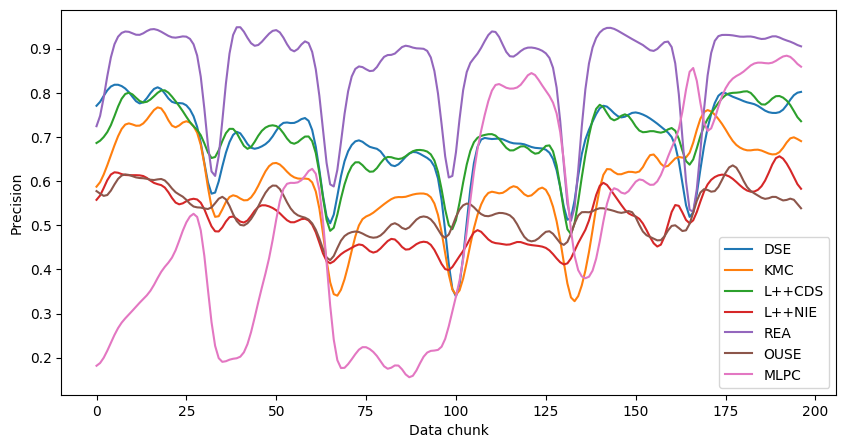 Precision
0.9
0.8
0.7
0.6
0.5
0.4
0.3
0.2
0 25 50 75 100 125 150 175 200
Data chunk
DSE
KMC
L++CDS
L++NIE
REA
OUSE
MLPC